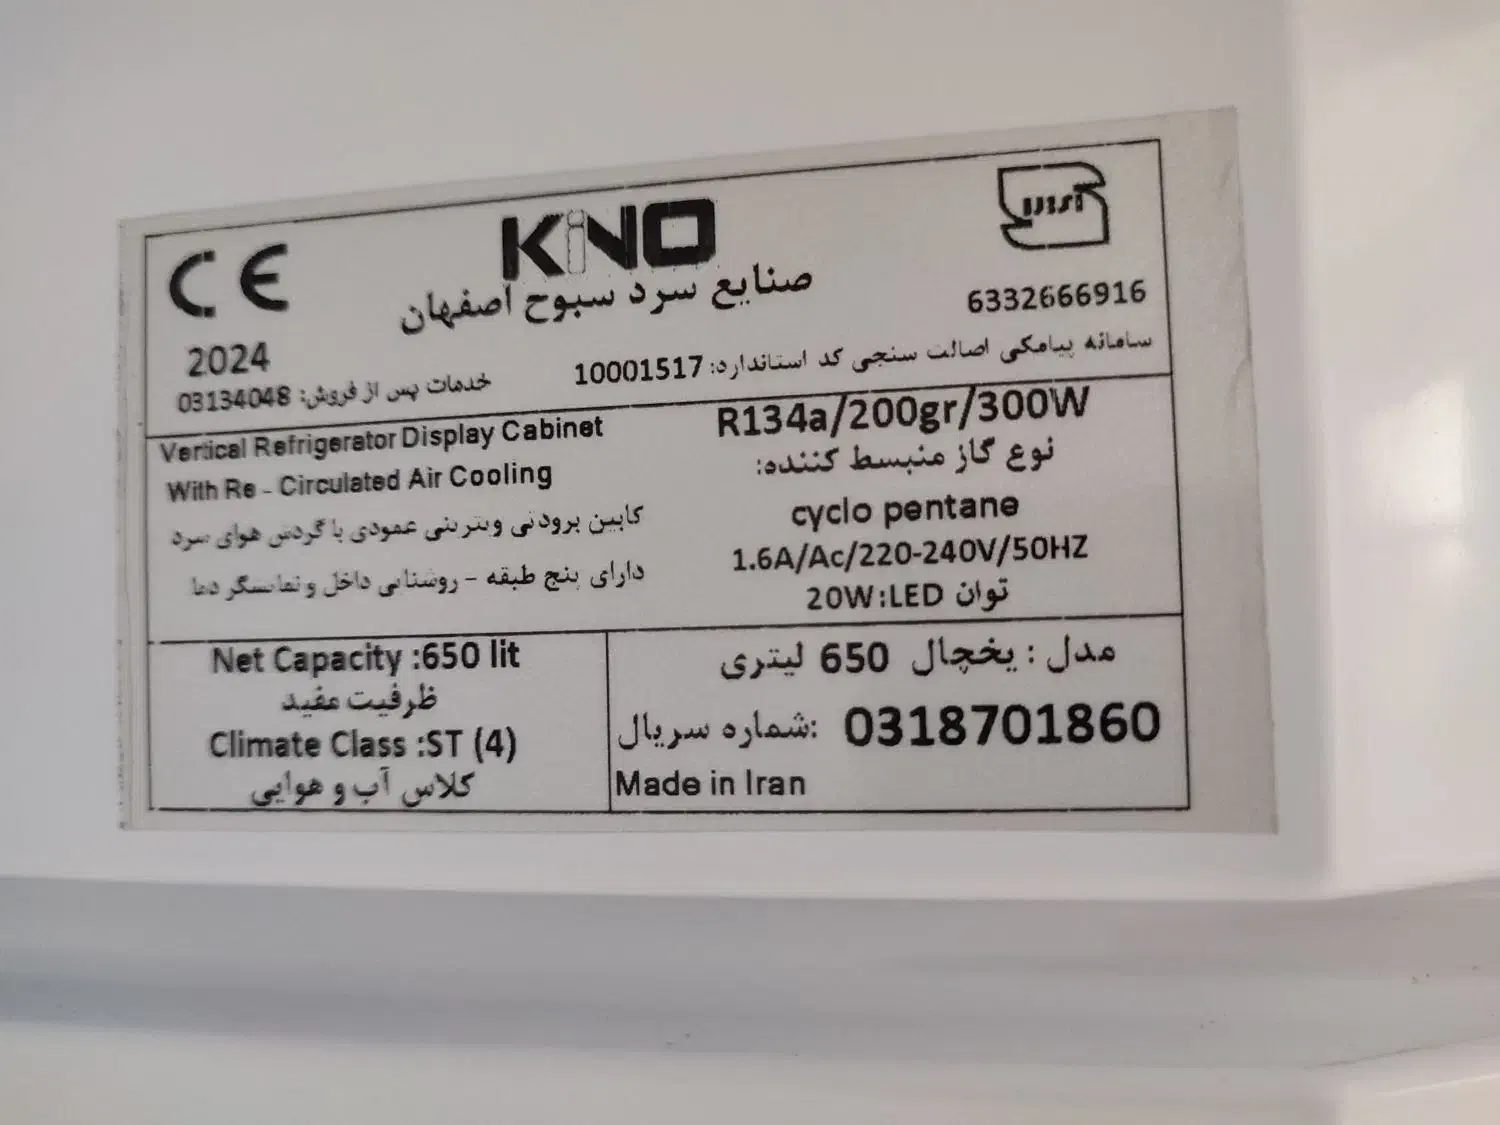 CE
2024
KiNO
صنایع سرد سبوح اصفهان
6332666916
سامانه پیامکی اصالت سنجی کد استاندارد: 10001517
خدمات پس از فروش: 03134048
Vertical Refrigerator Display Cabinet
With Re - Circulated Air Cooling
کابین برودتی ویترینی عمودی با گردش هوای سرد
دارای پنج طبقه - روشنایی داخل و نمایشگر دما
R134a/200gr/300W
نوع گاز منبسط کننده:
cyclo pentane
1.6A/Ac/220-240V/50HZ
توان 20W:LED
Net Capacity :650 lit
ظرفیت مفید
Climate Class :ST (4)
کلاس آب و هوایی
مدل : یخچال 650 لیتری
شماره سریال: 0318701860
Made in Iran